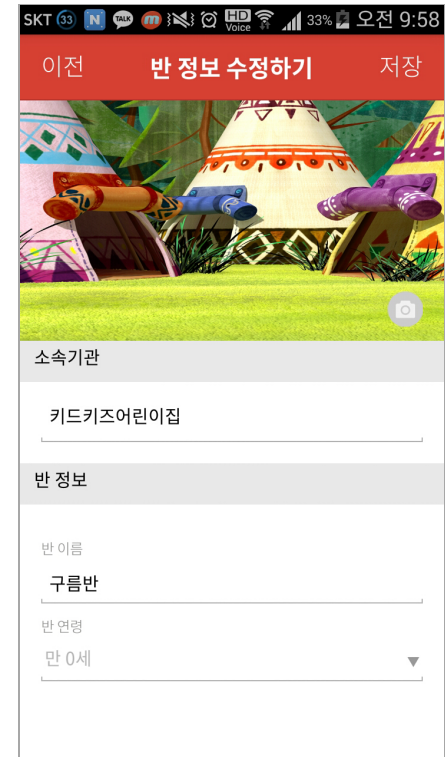 SKT 33 N TALK m HD Voice 33% 오전 9:58
이전 반 정보 수정하기 저장
소속기관
키드키즈어린이집
반 정보
반 이름
구름반
반 연령
만 0세